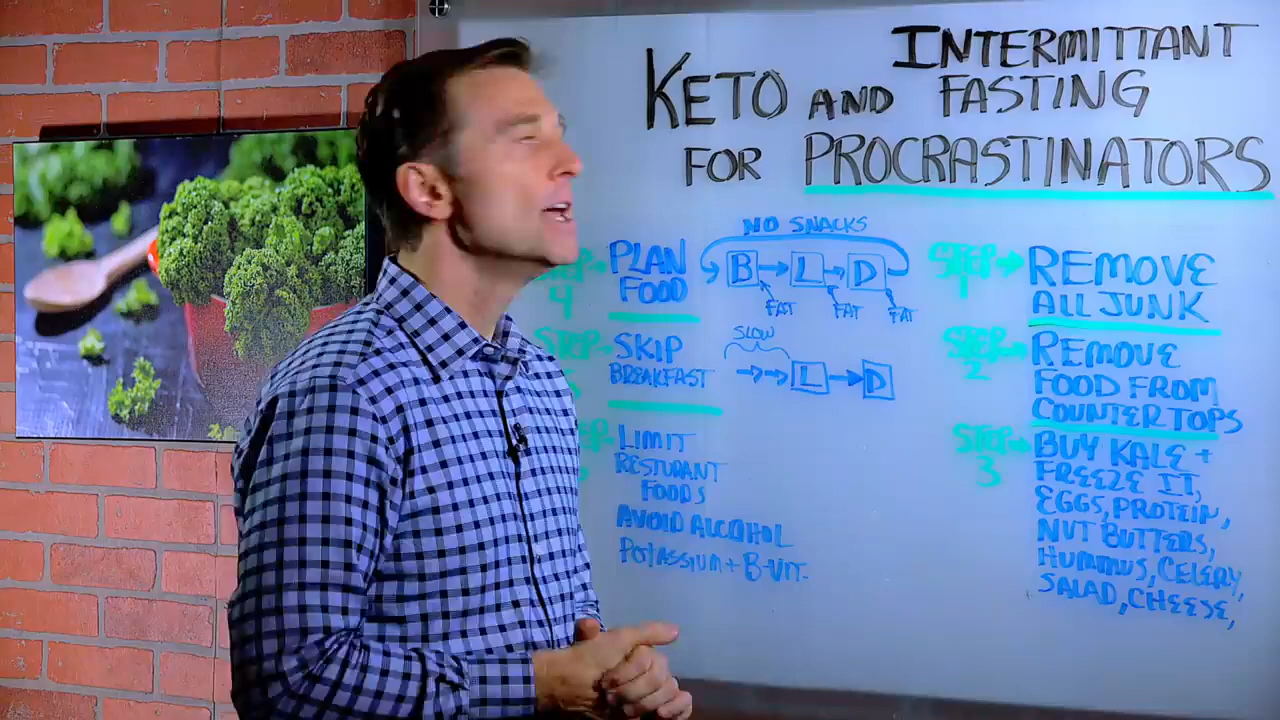 INTERMITTANT
KETO AND FASTING
FOR PROCRASTINATORS
STEP 1 REMOVE
ALL JUNK
STEP 2 REMOVE
FOOD FROM
COUNTER TOPS
STEP 3 BUY KALE +
FREEZE IT,
EGGS, PROTEIN,
NUT BUTTERS,
HUMMUS, CELERY,
SALAD, CHEESE,
4 PLAN
FOOD
NO SNACKS
B L D
FAT FAT FAT
SKIP
BREAKFAST
SLOW
L D
LIMIT
RESTURANT
FOODS
AVOID ALCOHOL
POTASSIUM + B-VIT.